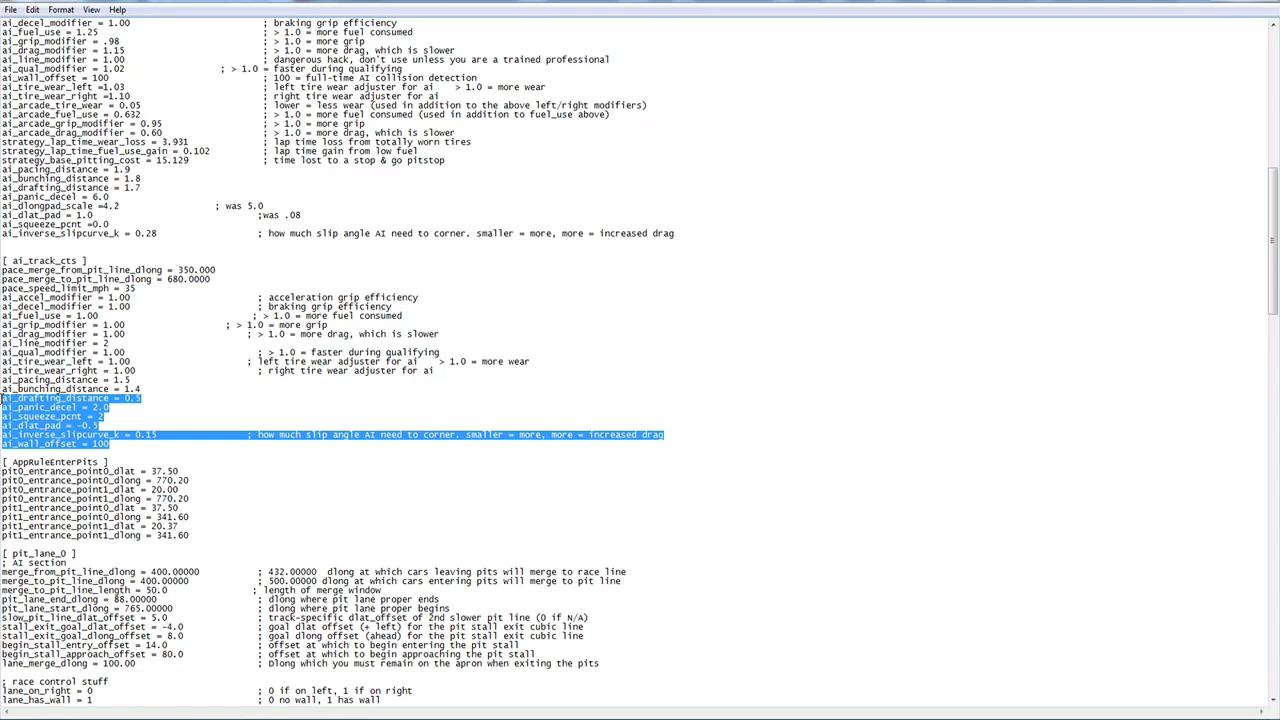 File Edit Format View Help
ai_decel_modifier = 1.00 ; braking grip efficiency
ai_fuel_use = 1.25 ; > 1.0 = more fuel consumed
ai_grip_modifier = .98 ; > 1.0 = more grip
ai_drag_modifier = 1.15 ; > 1.0 = more drag, which is slower
ai_line_modifier = 1.00 ; dangerous hack, don't use unless you are a trained professional
ai_qual_modifier = 1.02 ; > 1.0 = faster during qualifying
ai_wall_offset = 100 ; 100 = full-time AI collision detection
ai_tire_wear_left =1.03 ; left tire wear adjuster for ai > 1.0 = more wear
ai_tire_wear_right =1.10 ; right tire wear adjuster for ai
ai_arcade_tire_wear = 0.05 ; lower = less wear (used in addition to the above left/right modifiers)
ai_arcade_fuel_use = 0.632 ; > 1.0 = more fuel consumed (used in addition to fuel_use above)
ai_arcade_grip_modifier = 0.95 ; > 1.0 = more grip
ai_arcade_drag_modifier = 0.60 ; > 1.0 = more drag, which is slower
strategy_lap_time_wear_loss = 3.931 ; lap time loss from totally worn tires
strategy_lap_time_fuel_use_gain = 0.102 ; lap time gain from low fuel
strategy_base_pitting_cost = 15.129 ; time lost to a stop & go pitstop
ai_pacing_distance = 1.9
ai_bunching_distance = 1.8
ai_drafting_distance = 1.7
ai_panic_decel = 6.0
ai_dlongpad_scale =4.2 ; was 5.0
ai_dlat_pad = 1.0 ;was .08
ai_squeeze_pcnt =0.0
ai_inverse_slipcurve_k = 0.28 ; how much slip angle AI need to corner. smaller = more, more = increased drag
[ ai_track_cts ]
pace_merge_from_pit_line_dlong = 350.000
pace_merge_to_pit_line_dlong = 680.0000
pace_speed_limit_mph = 35
ai_accel_modifier = 1.00 ; acceleration grip efficiency
ai_decel_modifier = 1.00 ; braking grip efficiency
ai_fuel_use = 1.00 ; > 1.0 = more fuel consumed
ai_grip_modifier = 1.00 ; > 1.0 = more grip
ai_drag_modifier = 1.00 ; > 1.0 = more drag, which is slower
ai_line_modifier = 2
ai_qual_modifier = 1.00 ; > 1.0 = faster during qualifying
ai_tire_wear_left = 1.00 ; left tire wear adjuster for ai > 1.0 = more wear
ai_tire_wear_right = 1.00 ; right tire wear adjuster for ai
ai_pacing_distance = 1.5
ai_bunching_distance = 1.4
ai_drafting_distance = 0.5
ai_panic_decel = 2.0
ai_squeeze_pcnt = 2
ai_dlat_pad = -0.5
ai_inverse_slipcurve_k = 0.15 ; how much slip angle AI need to corner. smaller = more, more = increased drag
ai_wall_offset = 100
[ AppRuleEnterPits ]
pit0_entrance_point0_dlat = 37.50
pit0_entrance_point0_dlong = 770.20
pit0_entrance_point1_dlat = 20.00
pit0_entrance_point1_dlong = 770.20
pit1_entrance_point0_dlat = 37.50
pit1_entrance_point0_dlong = 341.60
pit1_entrance_point1_dlat = 20.37
pit1_entrance_point1_dlong = 341.60
[ pit_lane_0 ]
; AI section
merge_from_pit_line_dlong = 400.00000 ; 432.00000 dlong at which cars leaving pits will merge to race line
merge_to_pit_line_dlong = 400.00000 ; 500.00000 dlong at which cars entering pits will merge to pit line
merge_to_pit_line_length = 50.0 ; length of merge window
pit_lane_end_dlong = 88.00000 ; dlong where pit lane proper ends
pit_lane_start_dlong = 765.00000 ; dlong where pit lane proper begins
slow_pit_line_dlat_offset = 5.0 ; track-specific dlat_offset of 2nd slower pit line (0 if N/A)
stall_exit_goal_dlat_offset = -4.0 ; goal dlat offset (+ left) for the pit stall exit cubic line
stall_exit_goal_dlong_offset = 8.0 ; goal dlong offset (ahead) for the pit stall exit cubic line
begin_stall_entry_offset = 14.0 ; offset at which to begin entering the pit stall
begin_stall_approach_offset = 80.0 ; offset at which to begin approaching the pit stall
lane_merge_dlong = 100.00 ; Dlong which you must remain on the apron when exiting the pits
; race control stuff
lane_on_right = 0 ; 0 if on left, 1 if on right
lane_has_wall = 1 ; 0 no wall, 1 has wall